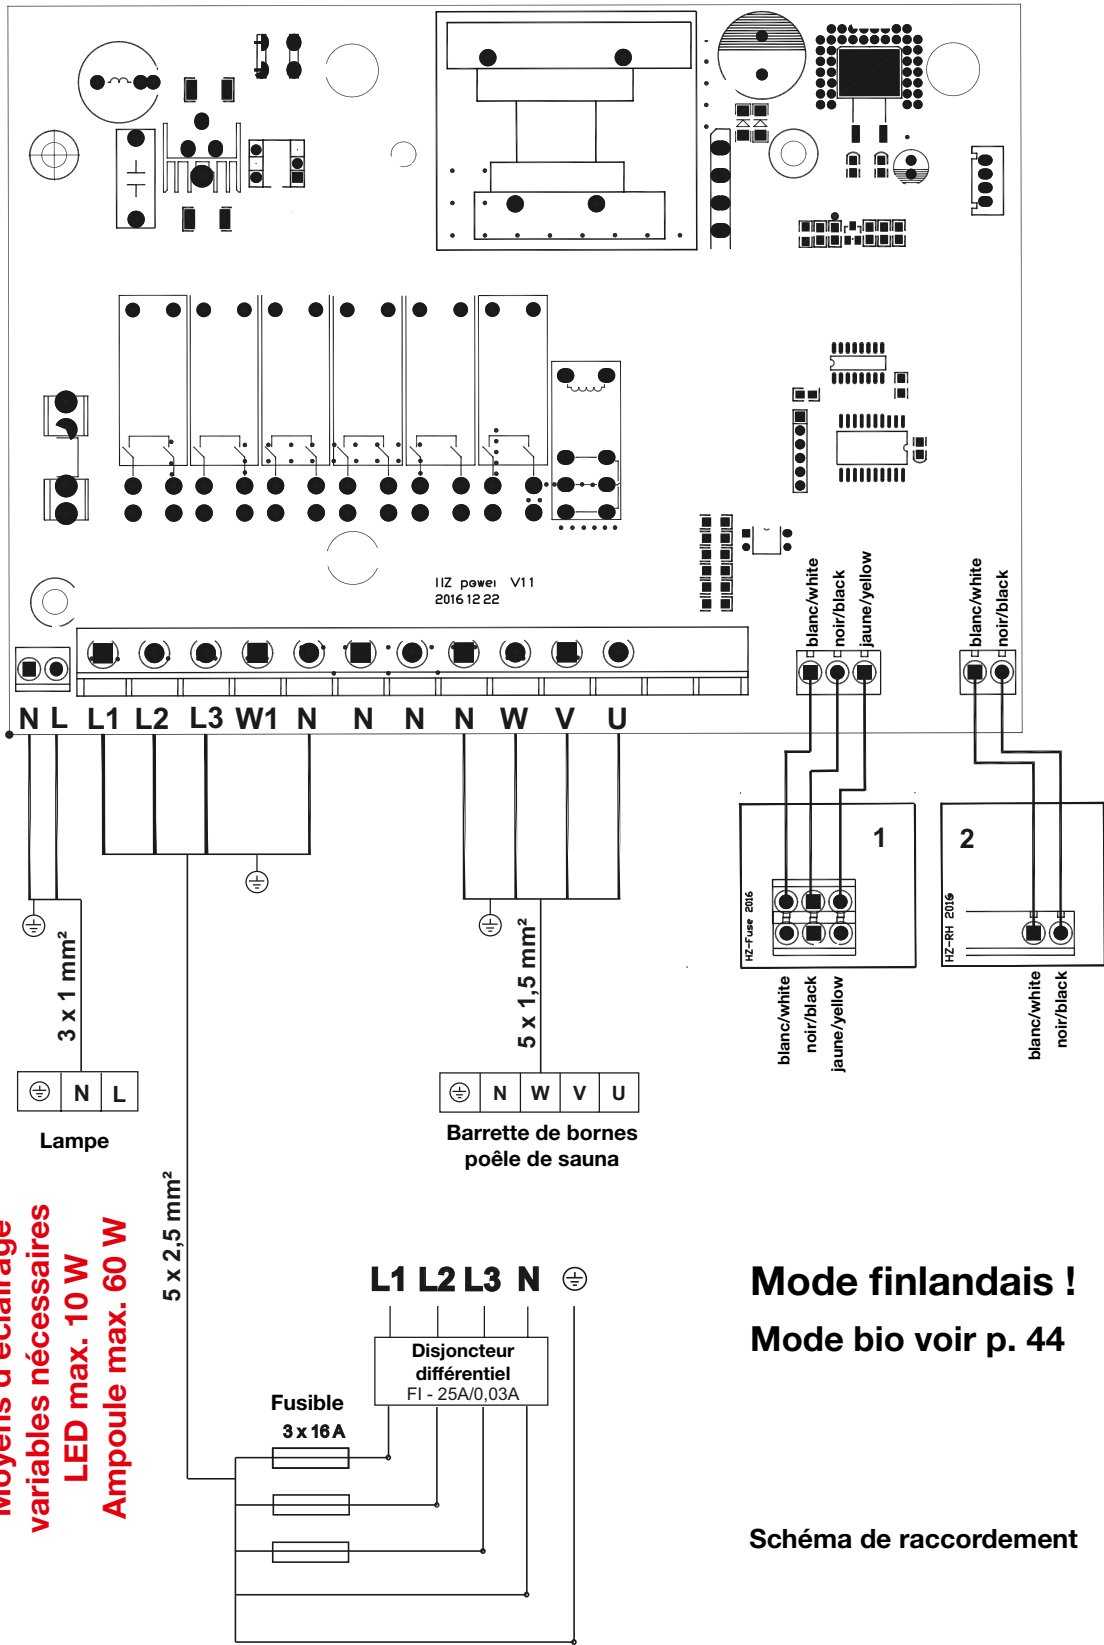 IIZ power V11
2016 12 22
blanc/white
noir/black
jaune/yellow
blanc/white
noir/black
N L L1 L2 L3 W1 N N N N W V U
1
2
HZ-Fuse 2016
HZ-RH 2016
blanc/white
noir/black
jaune/yellow
blanc/white
noir/black
3 x 1 mm²
5 x 1,5 mm²
N L
Lampe
N W V U
Barrette de bornes
poêle de sauna
5 x 2,5 mm²
Moyens d'éclairage
variables nécessaires
LED max. 10 W
Ampoule max. 60 W
L1 L2 L3 N
Disjoncteur
différentiel
FI - 25A/0,03A
Fusible
3 x 16 A
Mode finlandais !
Mode bio voir p. 44
Schéma de raccordement